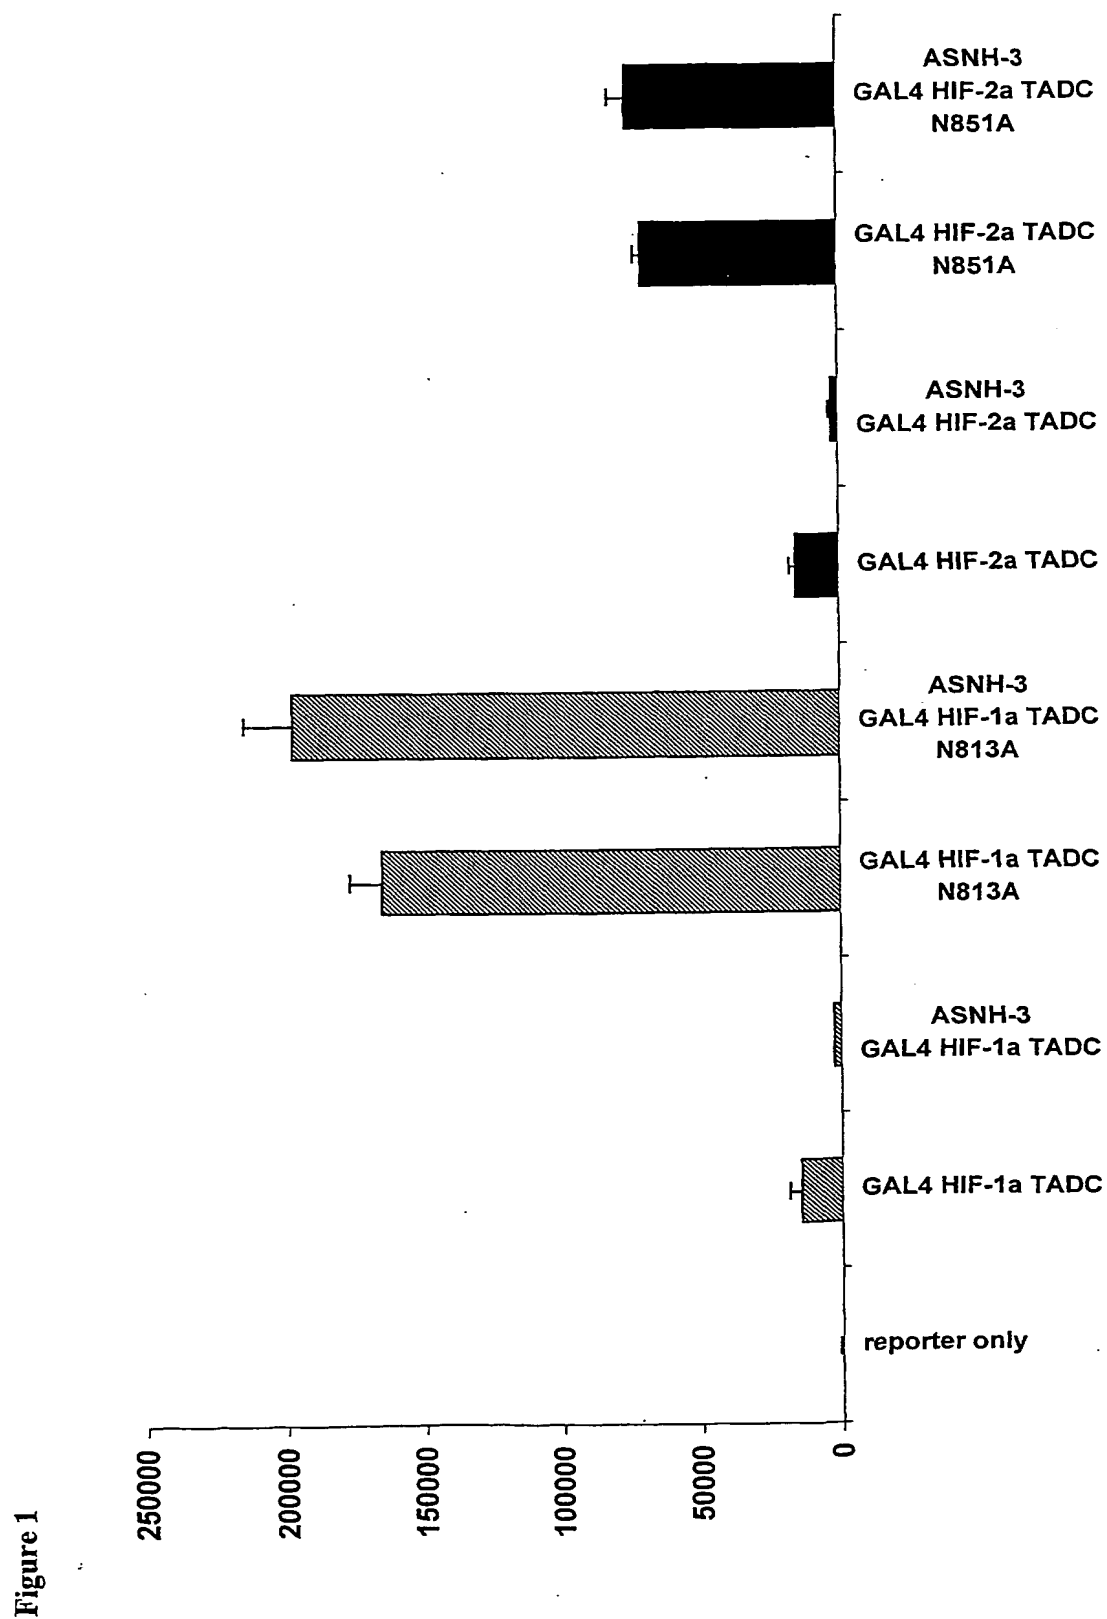 Figure 1
250000
200000
150000
100000
50000
0
ASNH-3
GAL4 HIF-2a TADC
N851A
GAL4 HIF-2a TADC
N851A
ASNH-3
GAL4 HIF-2a TADC
GAL4 HIF-2a TADC
ASNH-3
GAL4 HIF-1a TADC
N813A
GAL4 HIF-1a TADC
N813A
ASNH-3
GAL4 HIF-1a TADC
GAL4 HIF-1a TADC
reporter only